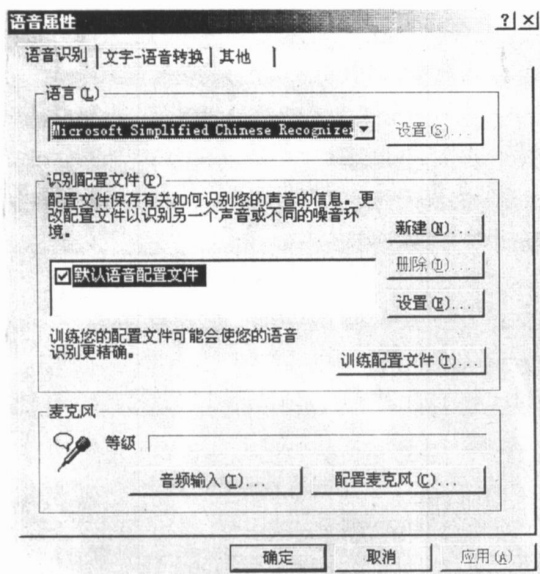 语音属性
? ×
语音识别 文字-语音转换 其他
语言(L)
Microsoft Simplified Chinese Recognizer 设置(S)...
识别配置文件(P)
配置文件保存有关如何识别您的声音的信息。更
改配置文件以识别另一个声音或不同的噪音环
境。
新建(N)...
删除(D)...
默认语音配置文件
设置(E)...
训练您的配置文件可能会使您的语音
识别更精确。
训练配置文件(T)...
麦克风
等级
音频输入(I)... 配置麦克风(C)...
确定 取消 应用(A)